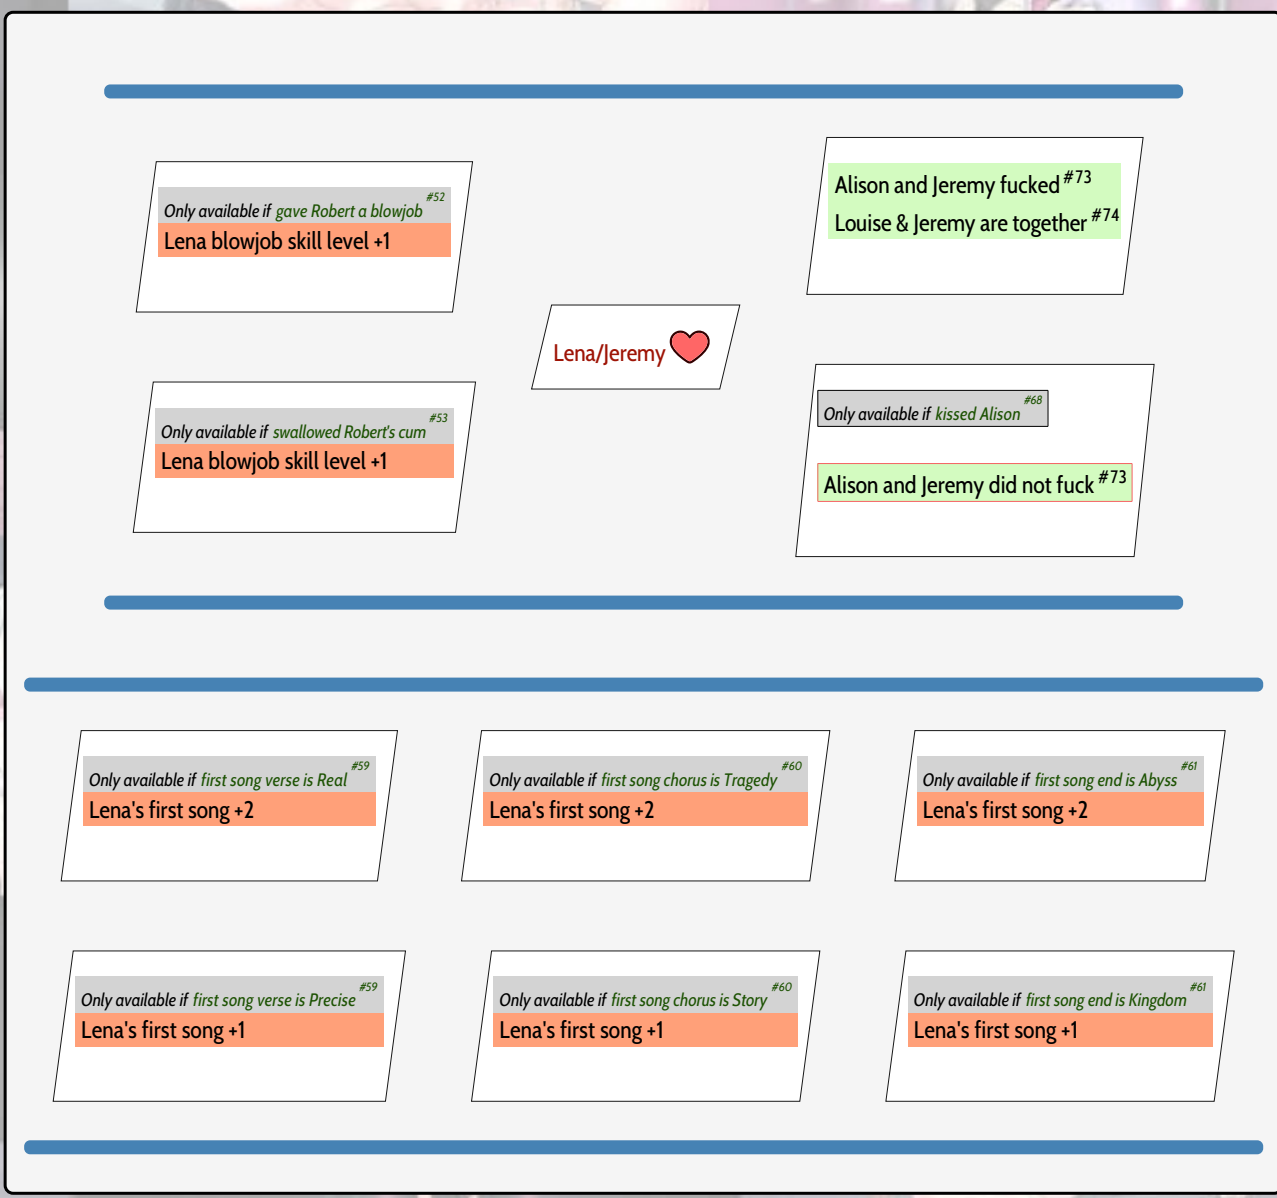 #52
Only available if gave Robert a blowjob
Lena blowjob skill level +1
Alison and Jeremy fucked #73
Louise & Jeremy are together #74
Lena/Jeremy
#53
Only available if swallowed Robert's cum
Lena blowjob skill level +1
#68
Only available if kissed Alison
Alison and Jeremy did not fuck #73
#59
Only available if first song verse is Real
Lena's first song +2
#60
Only available if first song chorus is Tragedy
Lena's first song +2
#61
Only available if first song end is Abyss
Lena's first song +2
#59
Only available if first song verse is Precise
Lena's first song +1
#60
Only available if first song chorus is Story
Lena's first song +1
#61
Only available if first song end is Kingdom
Lena's first song +1